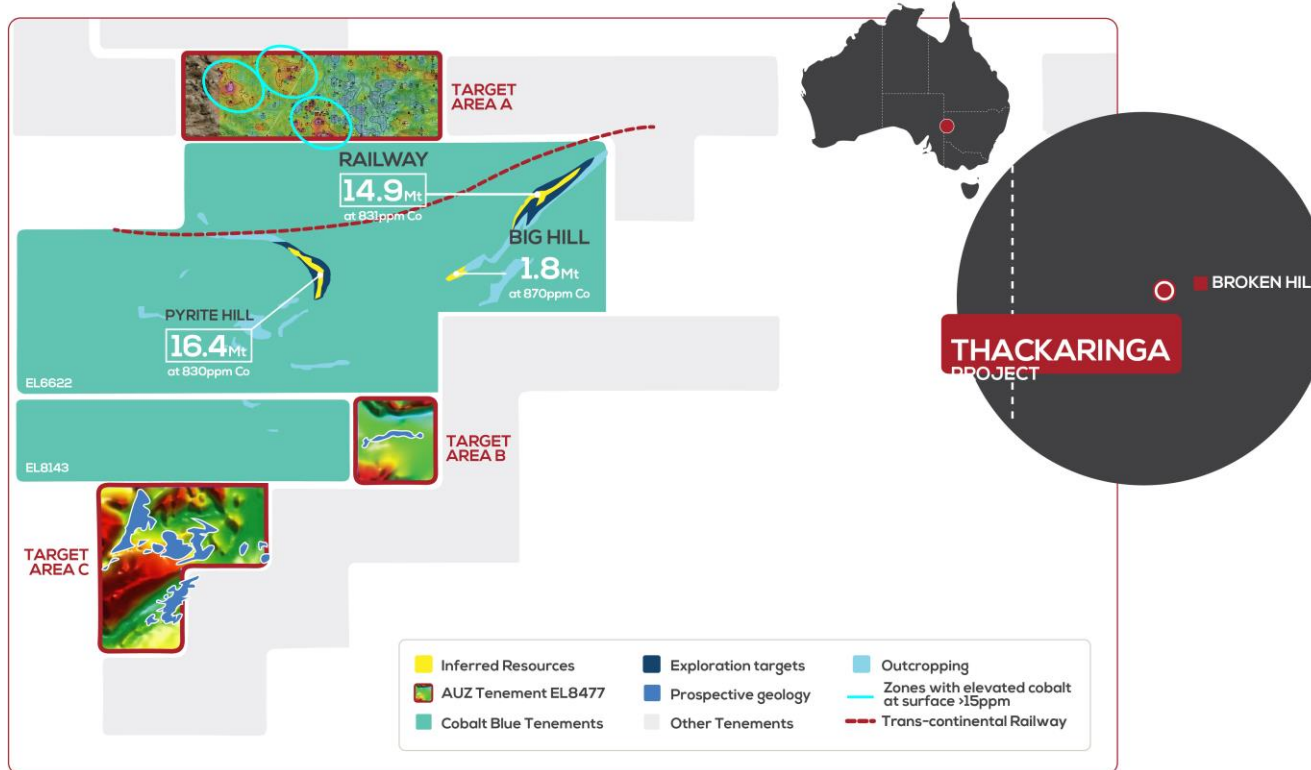 TARGET
AREA A
RAILWAY
14.9Mt
at 831ppm Co
BIG HILL
1.8Mt
at 870ppm Co
PYRITE HILL
16.4Mt
at 830ppm Co
EL6622
EL8143
TARGET
AREA B
TARGET
AREA C
BROKEN HIL
THACKARINGA
PROJECT
Inferred Resources
AUZ Tenement EL8477
Cobalt Blue Tenements
Exploration targets
Prospective geology
Other Tenements
Outcropping
Zones with elevated cobalt
at surface >15ppm
Trans-continental Railway